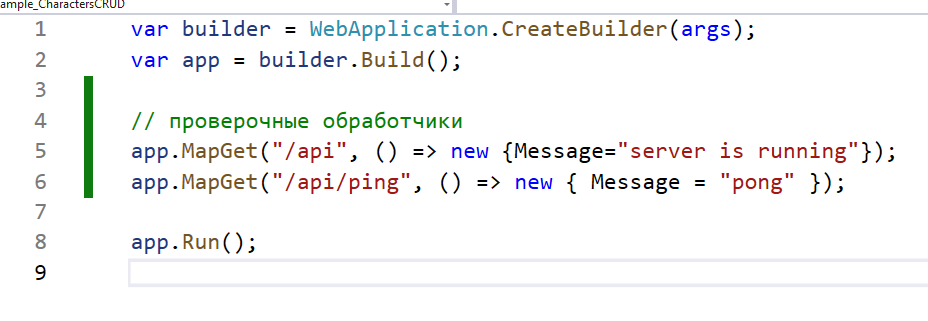 ample_CharactersCRUD
1 var builder = WebApplication.CreateBuilder(args);
2 var app = builder.Build();
3
4 // проверочные обработчики
5 app.MapGet("/api", () => new {Message="server is running"});
6 app.MapGet("/api/ping", () => new { Message = "pong" });
7
8 app.Run();
9